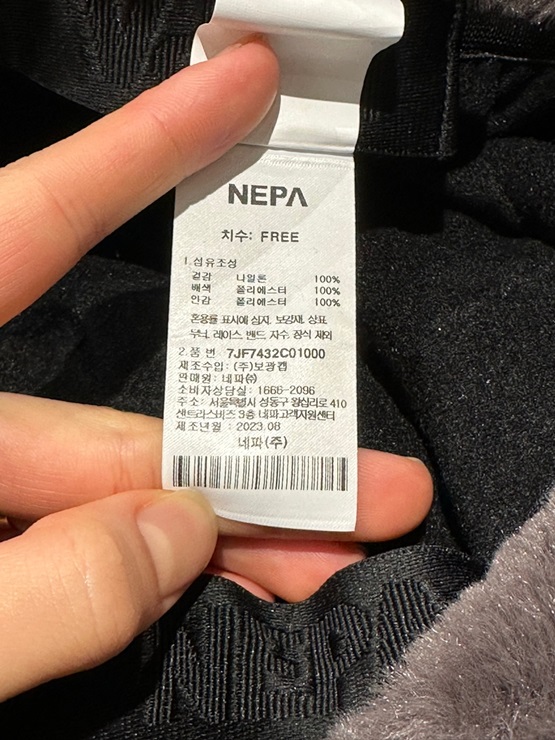 NEPA
치수: FREE
1.섬유조성
겉감 나일론 100%
배색 폴리에스터 100%
안감 폴리에스터 100%
혼용률 표시에 심지, 보강재, 상표
무늬, 레이스, 밴드, 자수, 장식 제외
2.품 번 7JF7432C01000
제조수입: (주)보광캡
판매원: 네파㈜
소비자상담실: 1666-2096
주소: 서울특별시 성동구 왕십리로 410
센트라스비즈 3층 네파고객지원센터
제조년월 : 2023.08
네파(주)